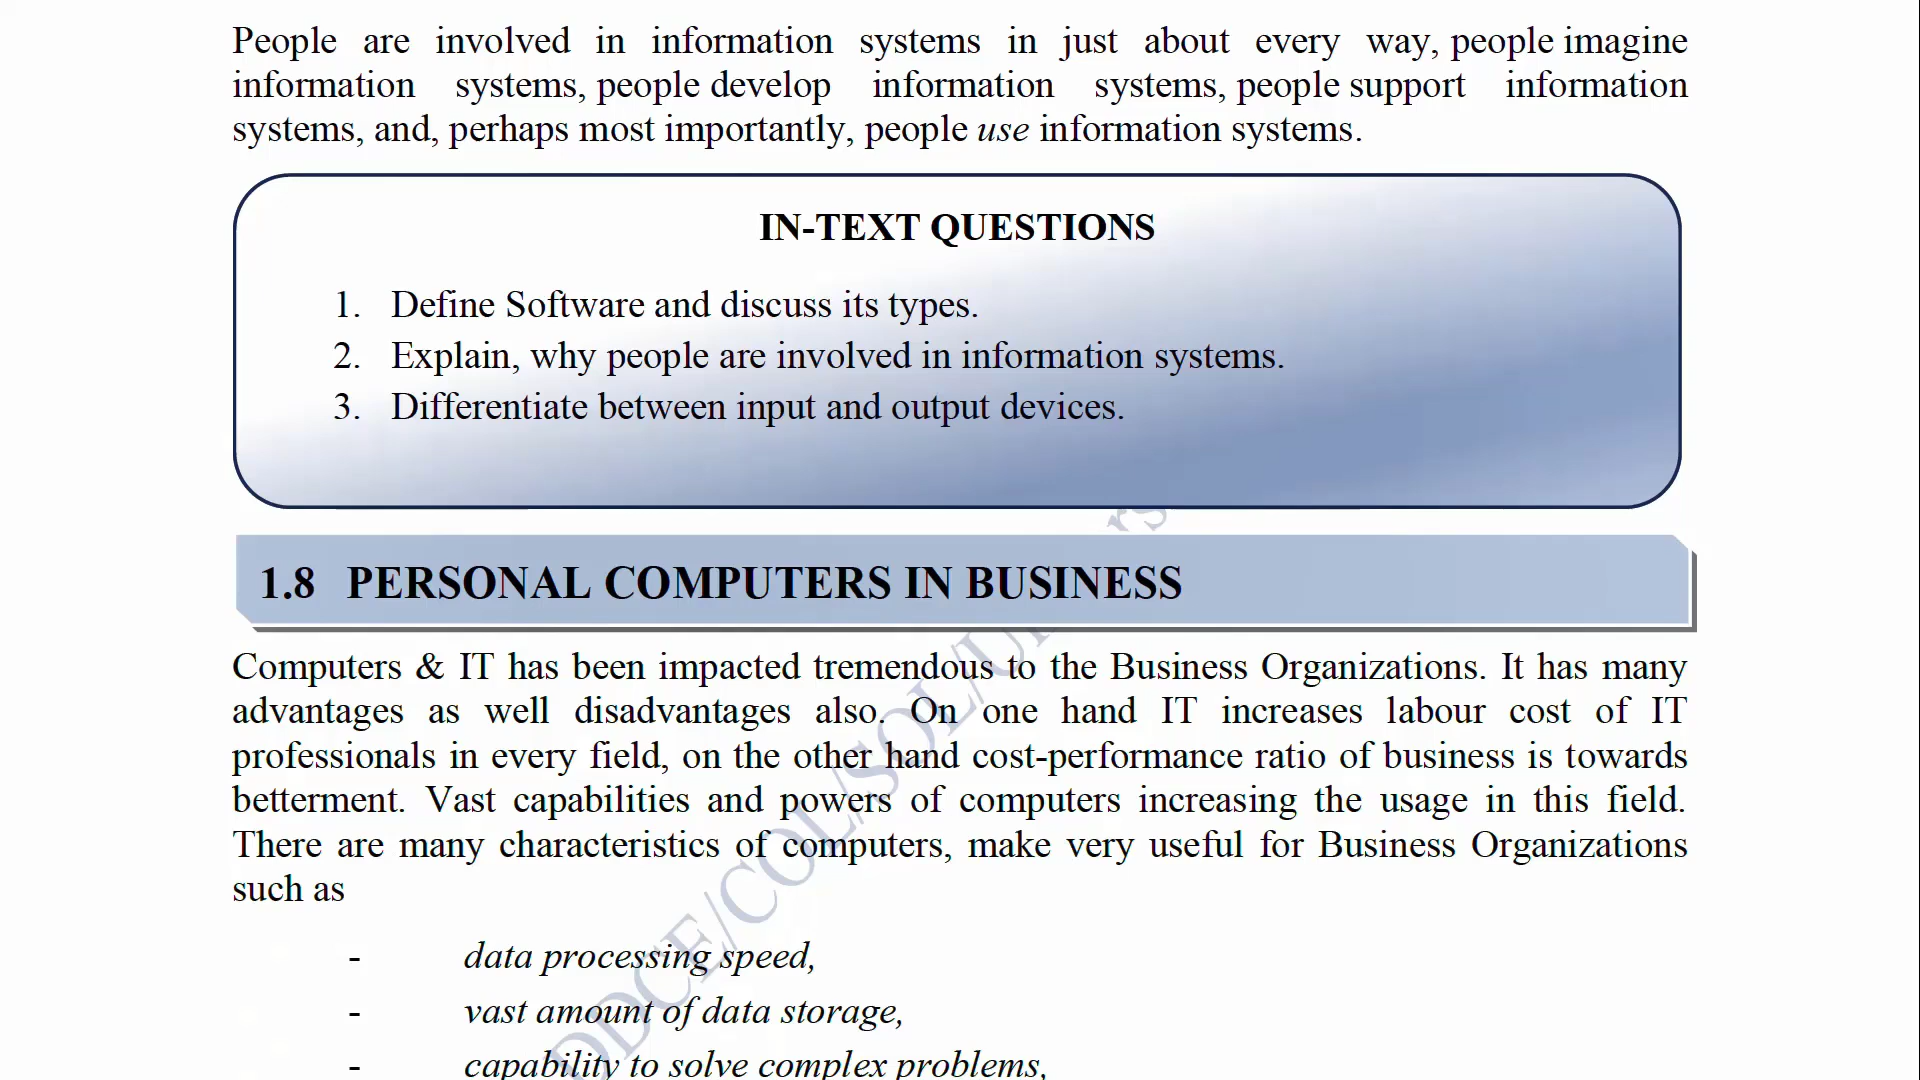 People are involved in information systems in just about every way, people imagine
information systems, people develop information systems, people support information
systems, and, perhaps most importantly, people use information systems.
IN-TEXT QUESTIONS
1. Define Software and discuss its types.
2. Explain, why people are involved in information systems.
3. Differentiate between input and output devices.
1.8 PERSONAL COMPUTERS IN BUSINESS
Computers & IT has been impacted tremendous to the Business Organizations. It has many
advantages as well disadvantages also. On one hand IT increases labour cost of IT
professionals in every field, on the other hand cost-performance ratio of business is towards
betterment. Vast capabilities and powers of computers increasing the usage in this field.
There are many characteristics of computers, make very useful for Business Organizations
such as
- data processing speed,
- vast amount of data storage,
- capability to solve complex problems,
DDCE/COL/SOL/